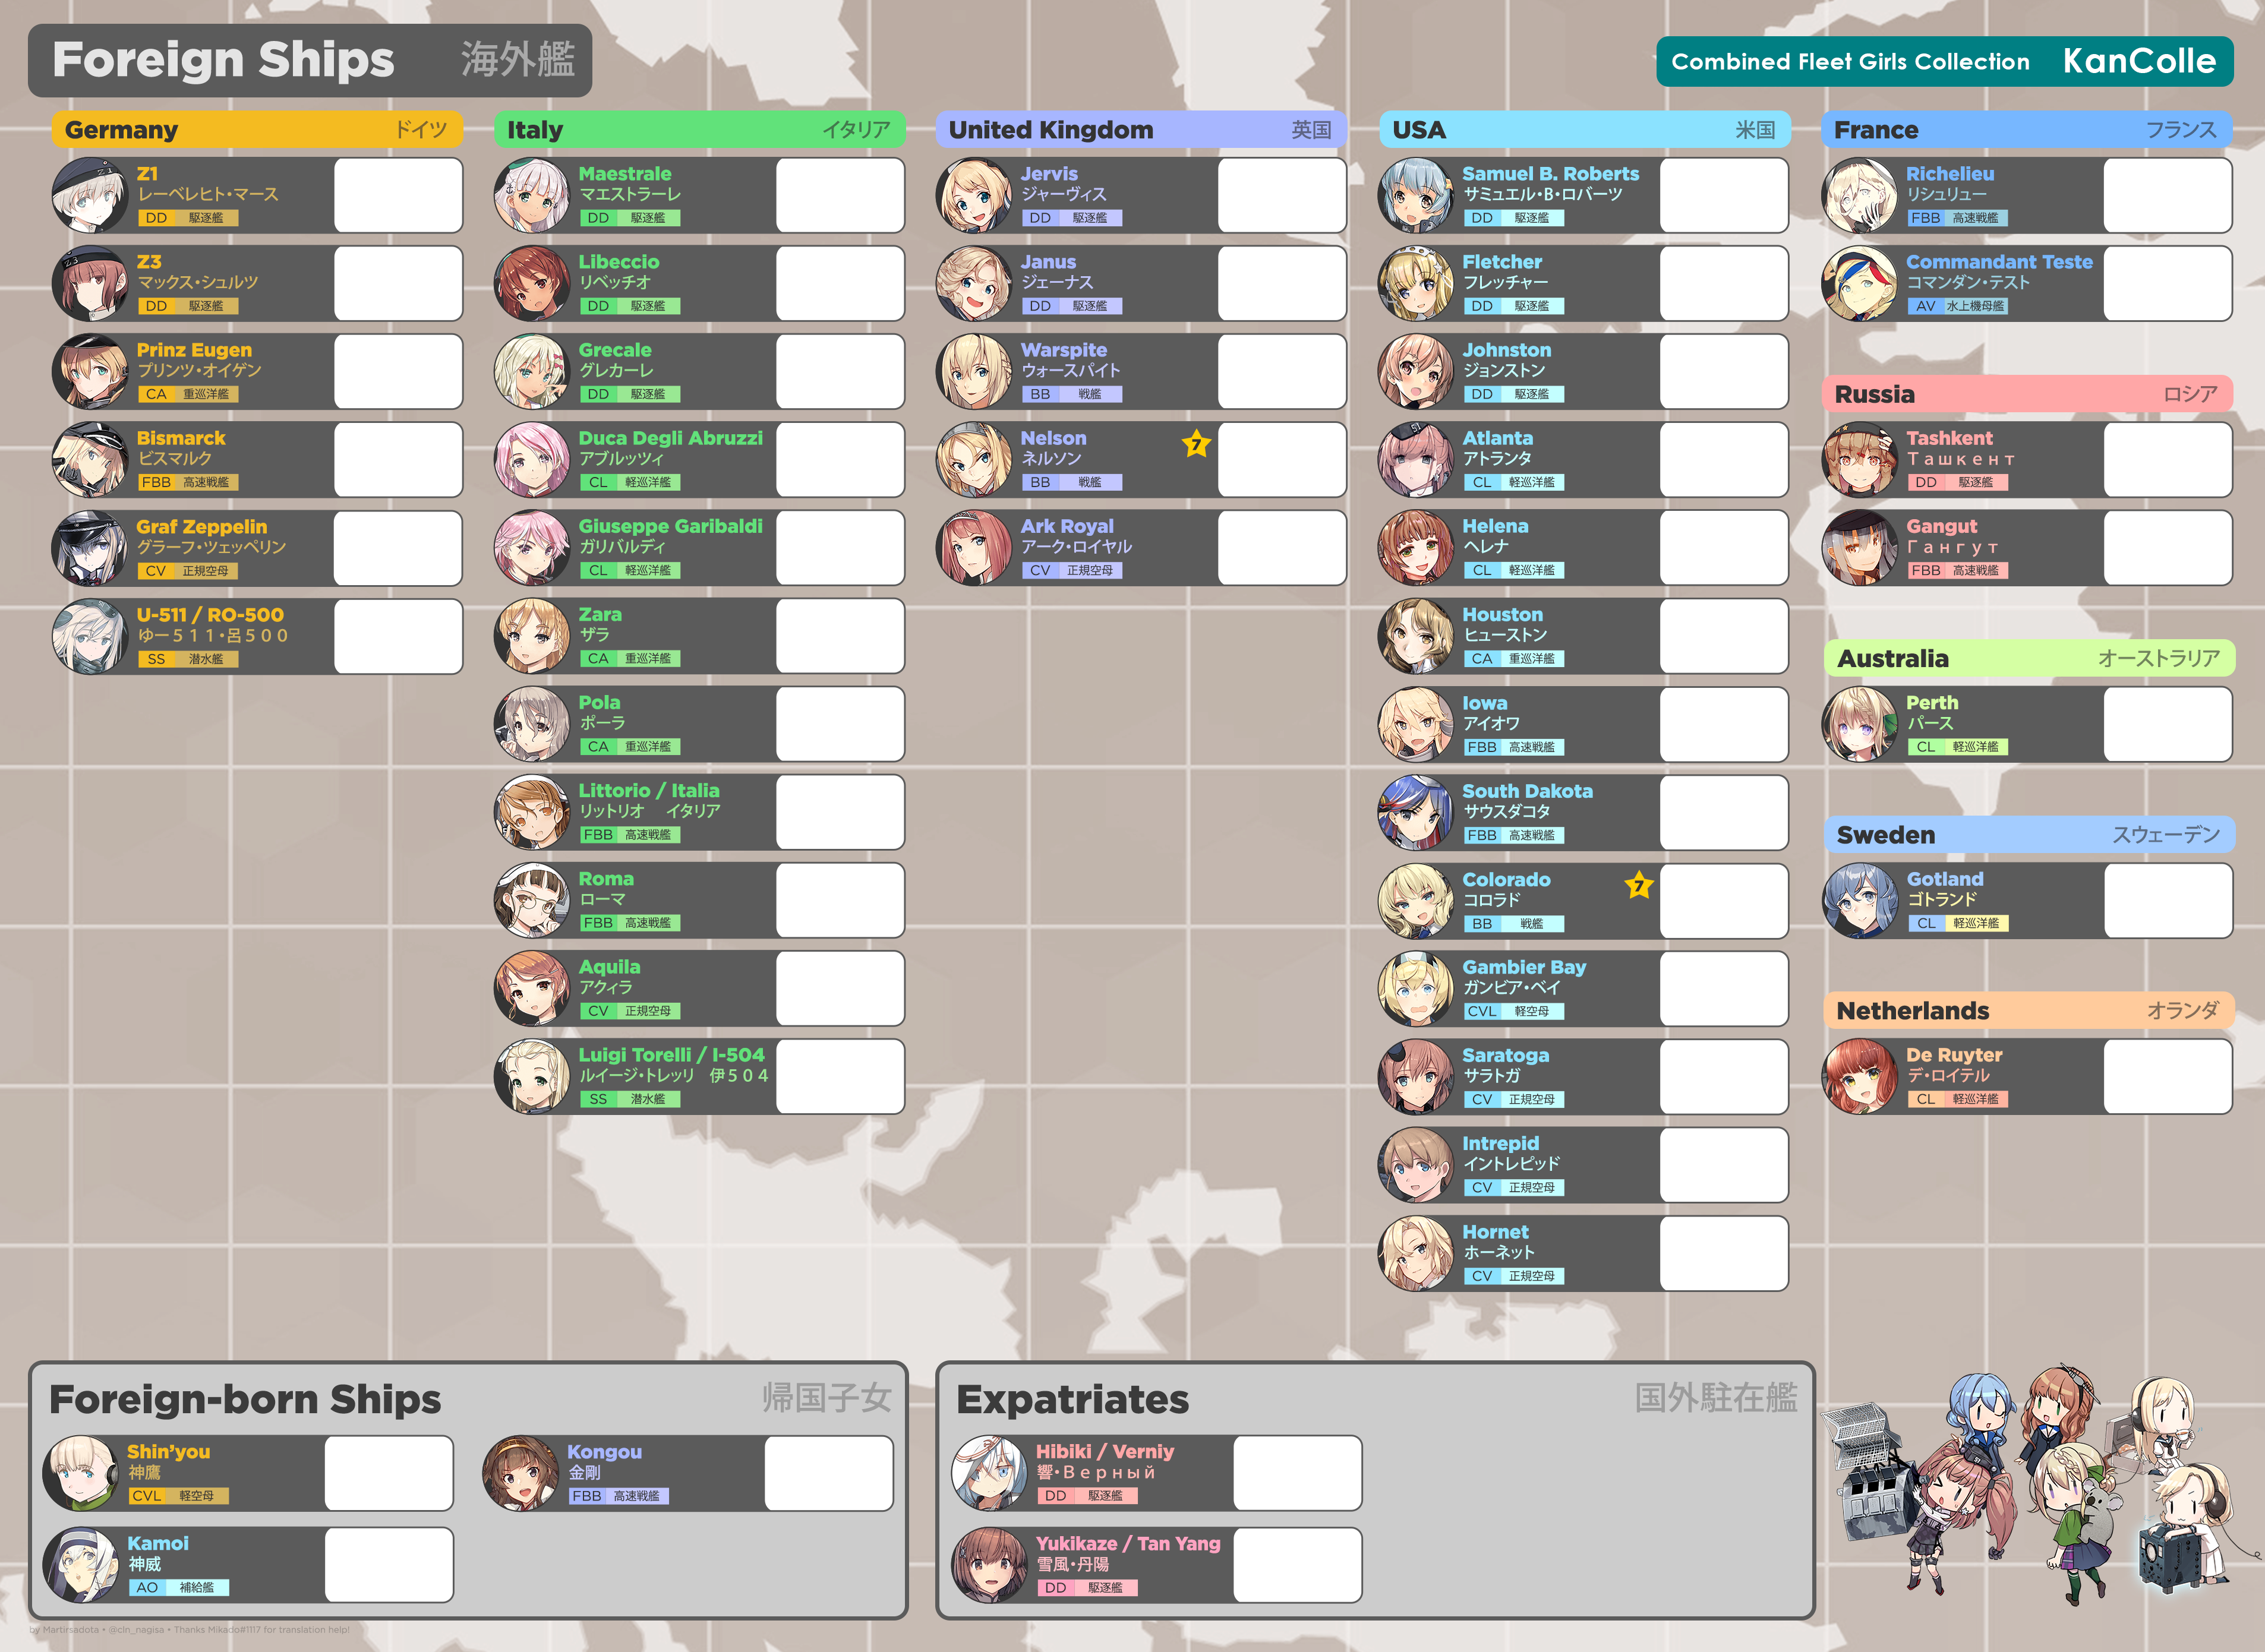 Foreign Ships 海外艦
Combined Fleet Girls Collection KanColle
Germany ドイツ
Z1
レーベレヒト・マース
DD 駆逐艦
Z3
マックス・シュルツ
DD 駆逐艦
Prinz Eugen
プリンツ・オイゲン
CA 重巡洋艦
Bismarck
ビスマルク
FBB 高速戦艦
Graf Zeppelin
グラーフ・ツェッペリン
CV 正規空母
U-511 / RO-500
ゆー５１１・呂５００
SS 潜水艦
Italy イタリア
Maestrale
マエストラーレ
DD 駆逐艦
Libeccio
リベッチオ
DD 駆逐艦
Grecale
グレカーレ
DD 駆逐艦
Duca Degli Abruzzi
アブルッツィ
CL 軽巡洋艦
Giuseppe Garibaldi
ガリバルディ
CL 軽巡洋艦
Zara
ザラ
CA 重巡洋艦
Pola
ポーラ
CA 重巡洋艦
Littorio / Italia
リットリオ　イタリア
FBB 高速戦艦
Roma
ローマ
FBB 高速戦艦
Aquila
アクィラ
CV 正規空母
Luigi Torelli / I-504
ルイージ・トレッリ　伊５０４
SS 潜水艦
United Kingdom 英国
Jervis
ジャーヴィス
DD 駆逐艦
Janus
ジェーナス
DD 駆逐艦
Warspite
ウォースパイト
BB 戦艦
Nelson 7
ネルソン
BB 戦艦
Ark Royal
アーク・ロイヤル
CV 正規空母
USA 米国
Samuel B. Roberts
サミュエル・B・ロバーツ
DD 駆逐艦
Fletcher
フレッチャー
DD 駆逐艦
Johnston
ジョンストン
DD 駆逐艦
Atlanta
アトランタ
CL 軽巡洋艦
Helena
ヘレナ
CL 軽巡洋艦
Houston
ヒューストン
CA 重巡洋艦
Iowa
アイオワ
FBB 高速戦艦
South Dakota
サウスダコタ
FBB 高速戦艦
Colorado 7
コロラド
BB 戦艦
Gambier Bay
ガンビア・ベイ
CVL 軽空母
Saratoga
サラトガ
CV 正規空母
Intrepid
イントレピッド
CV 正規空母
Hornet
ホーネット
CV 正規空母
France フランス
Richelieu
リシュリュー
FBB 高速戦艦
Commandant Teste
コマンダン・テスト
AV 水上機母艦
Russia ロシア
Tashkent
Ташкент
DD 駆逐艦
Gangut
Гангут
FBB 高速戦艦
Australia オーストラリア
Perth
パース
CL 軽巡洋艦
Sweden スウェーデン
Gotland
ゴトランド
CL 軽巡洋艦
Netherlands オランダ
De Ruyter
デ・ロイテル
CL 軽巡洋艦
Foreign-born Ships 帰国子女
Shin'you
神鷹
CVL 軽空母
Kamoi
神威
AO 補給艦
Kongou
金剛
FBB 高速戦艦
Expatriates 国外駐在艦
Hibiki / Verniy
響・Верный
DD 駆逐艦
Yukikaze / Tan Yang
雪風・丹陽
DD 駆逐艦
by Martirsadota • @cln_nagisa • Thanks Mikado#1117 for translation help!